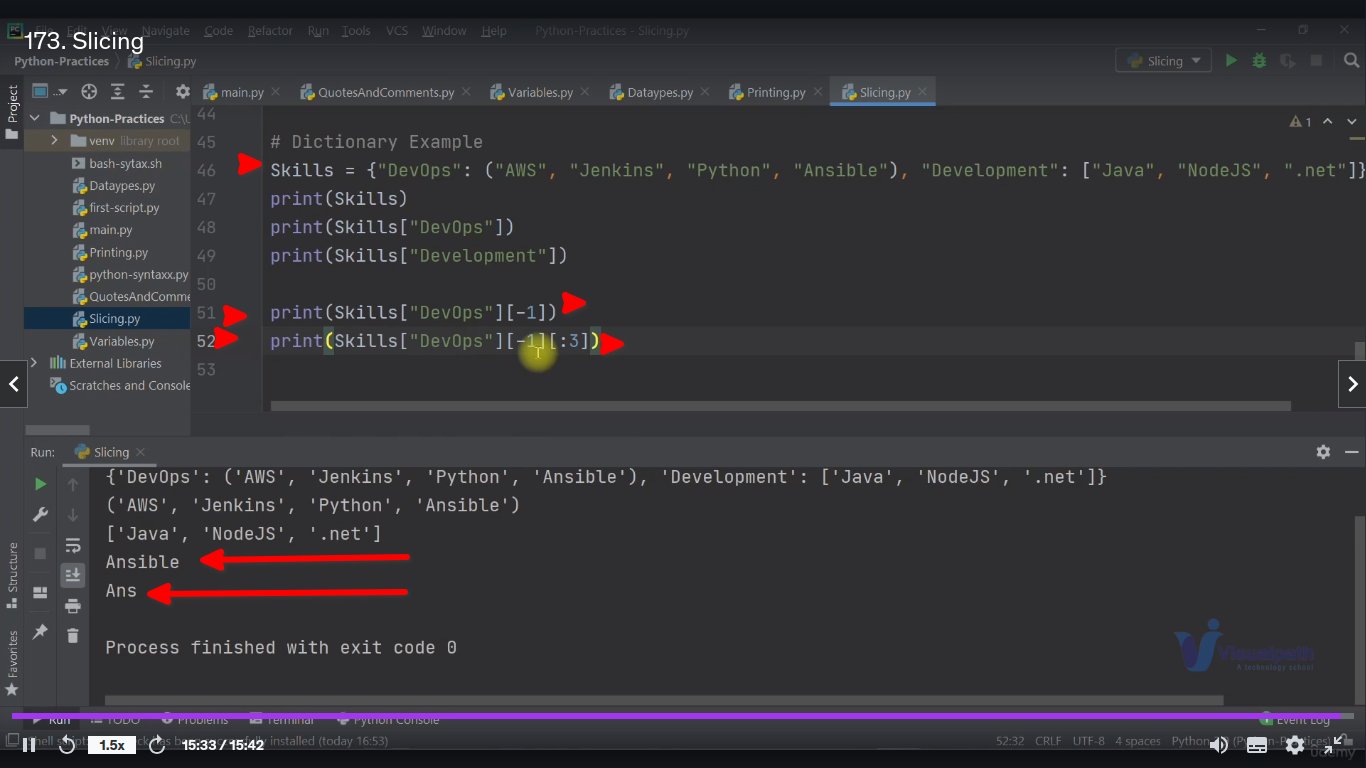 173. Slicing
File Edit View Navigate Code Refactor Run Tools VCS Window Help Python-Practices - Slicing.py
Python-Practices Slicing.py
Slicing
Project
main.py QuotesAndComments.py Variables.py Dataypes.py Printing.py Slicing.py
Python-Practices C:\U
venv library root
bash-sytax.sh
Dataypes.py
first-script.py
main.py
Printing.py
python-syntaxx.py
QuotesAndComme
Slicing.py
Variables.py
External Libraries
Scratches and Console
1
44
45 # Dictionary Example
46 Skills = {"DevOps": ("AWS", "Jenkins", "Python", "Ansible"), "Development": ["Java", "NodeJS", ".net"]}
47 print(Skills)
48 print(Skills["DevOps"])
49 print(Skills["Development"])
50
51 print(Skills["DevOps"][-1])
52 print(Skills["DevOps"][-1][:3])
53
Run: Slicing
{'DevOps': ('AWS', 'Jenkins', 'Python', 'Ansible'), 'Development': ['Java', 'NodeJS', '.net']}
('AWS', 'Jenkins', 'Python', 'Ansible')
['Java', 'NodeJS', '.net']
Ansible
Ans
Process finished with exit code 0
Structure
Favorites
Visualpath
A technology school
Run TODO Problems Terminal Python Console Event Log
installed (today 16:53) 52:32 CRLF UTF-8 4 spaces
1.5x 15:33 / 15:42
udemy